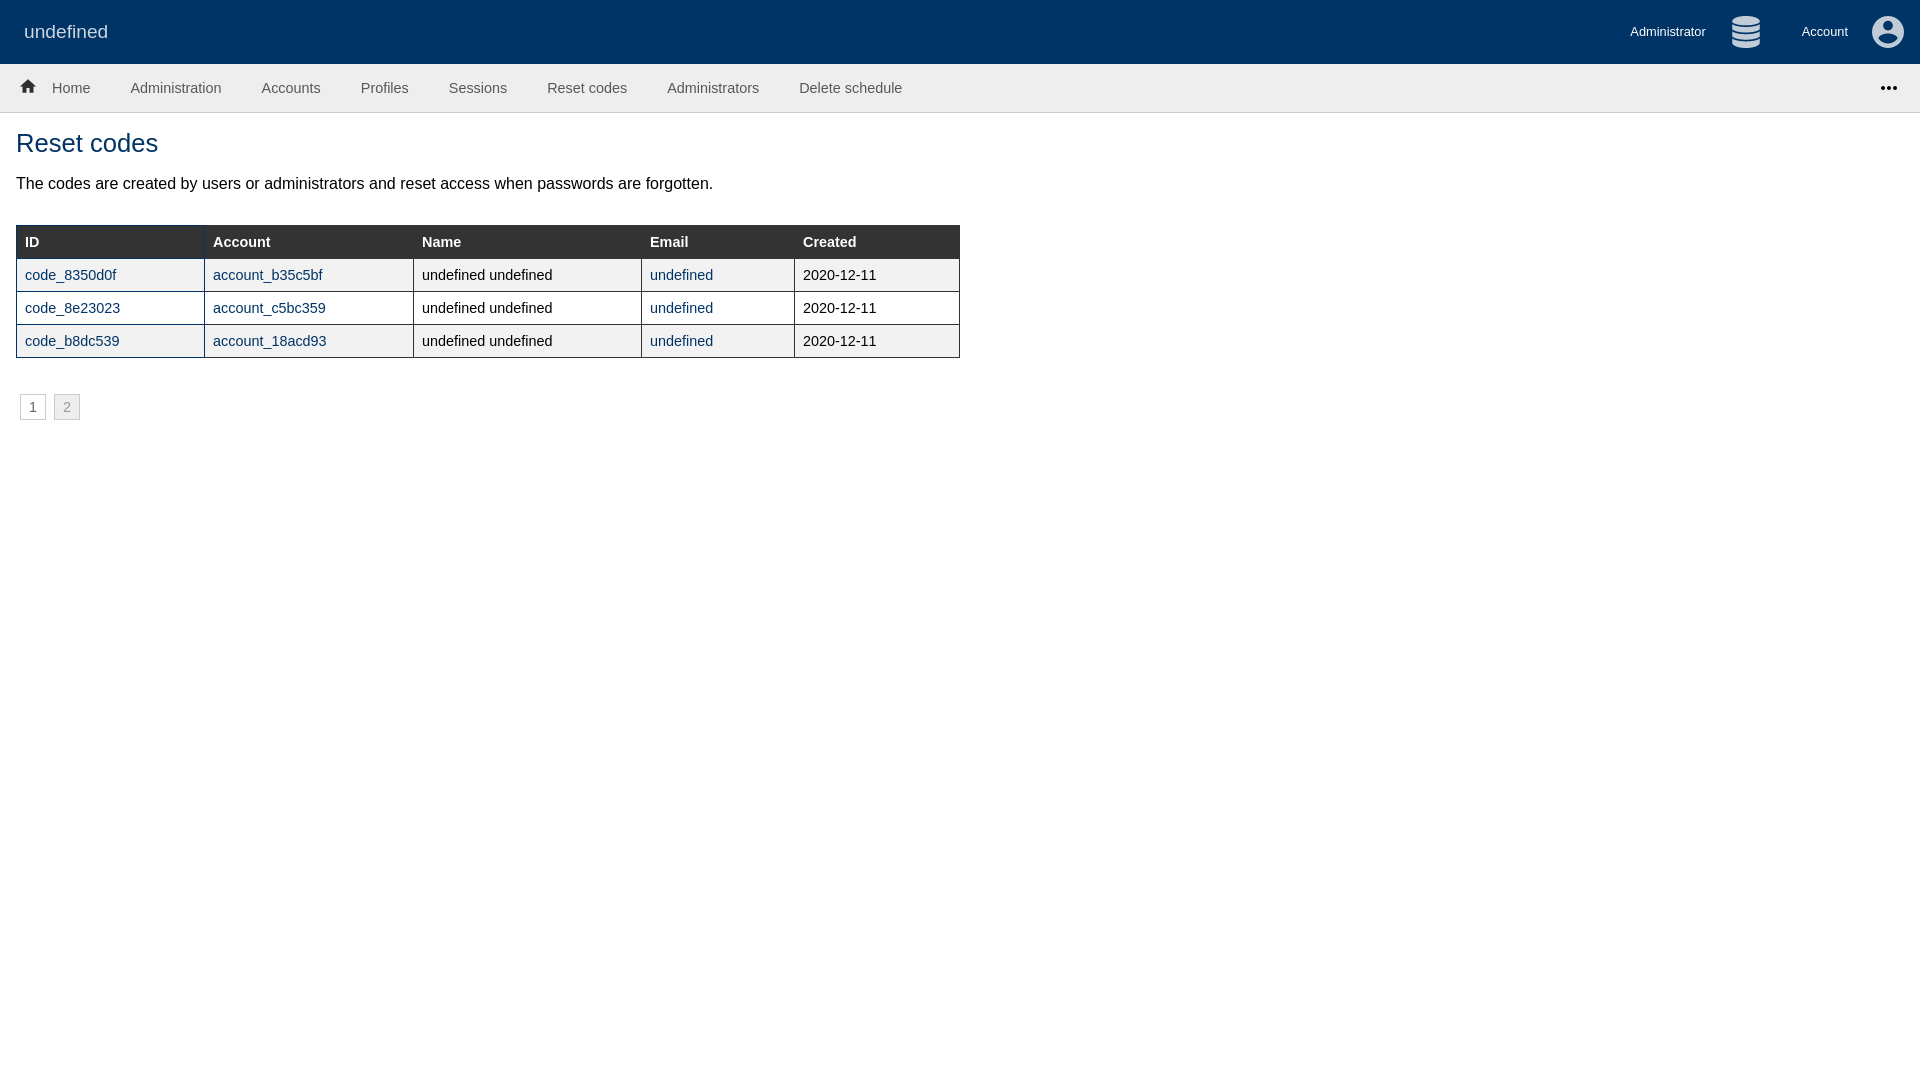 undefined
Administrator
Account
Home Administration Accounts Profiles Sessions Reset codes Administrators Delete schedule
Reset codes
The codes are created by users or administrators and reset access when passwords are forgotten.
ID Account Name Email Created
code_8350d0f account_b35c5bf undefined undefined undefined 2020-12-11
code_8e23023 account_c5bc359 undefined undefined undefined 2020-12-11
code_b8dc539 account_18acd93 undefined undefined undefined 2020-12-11
1 2